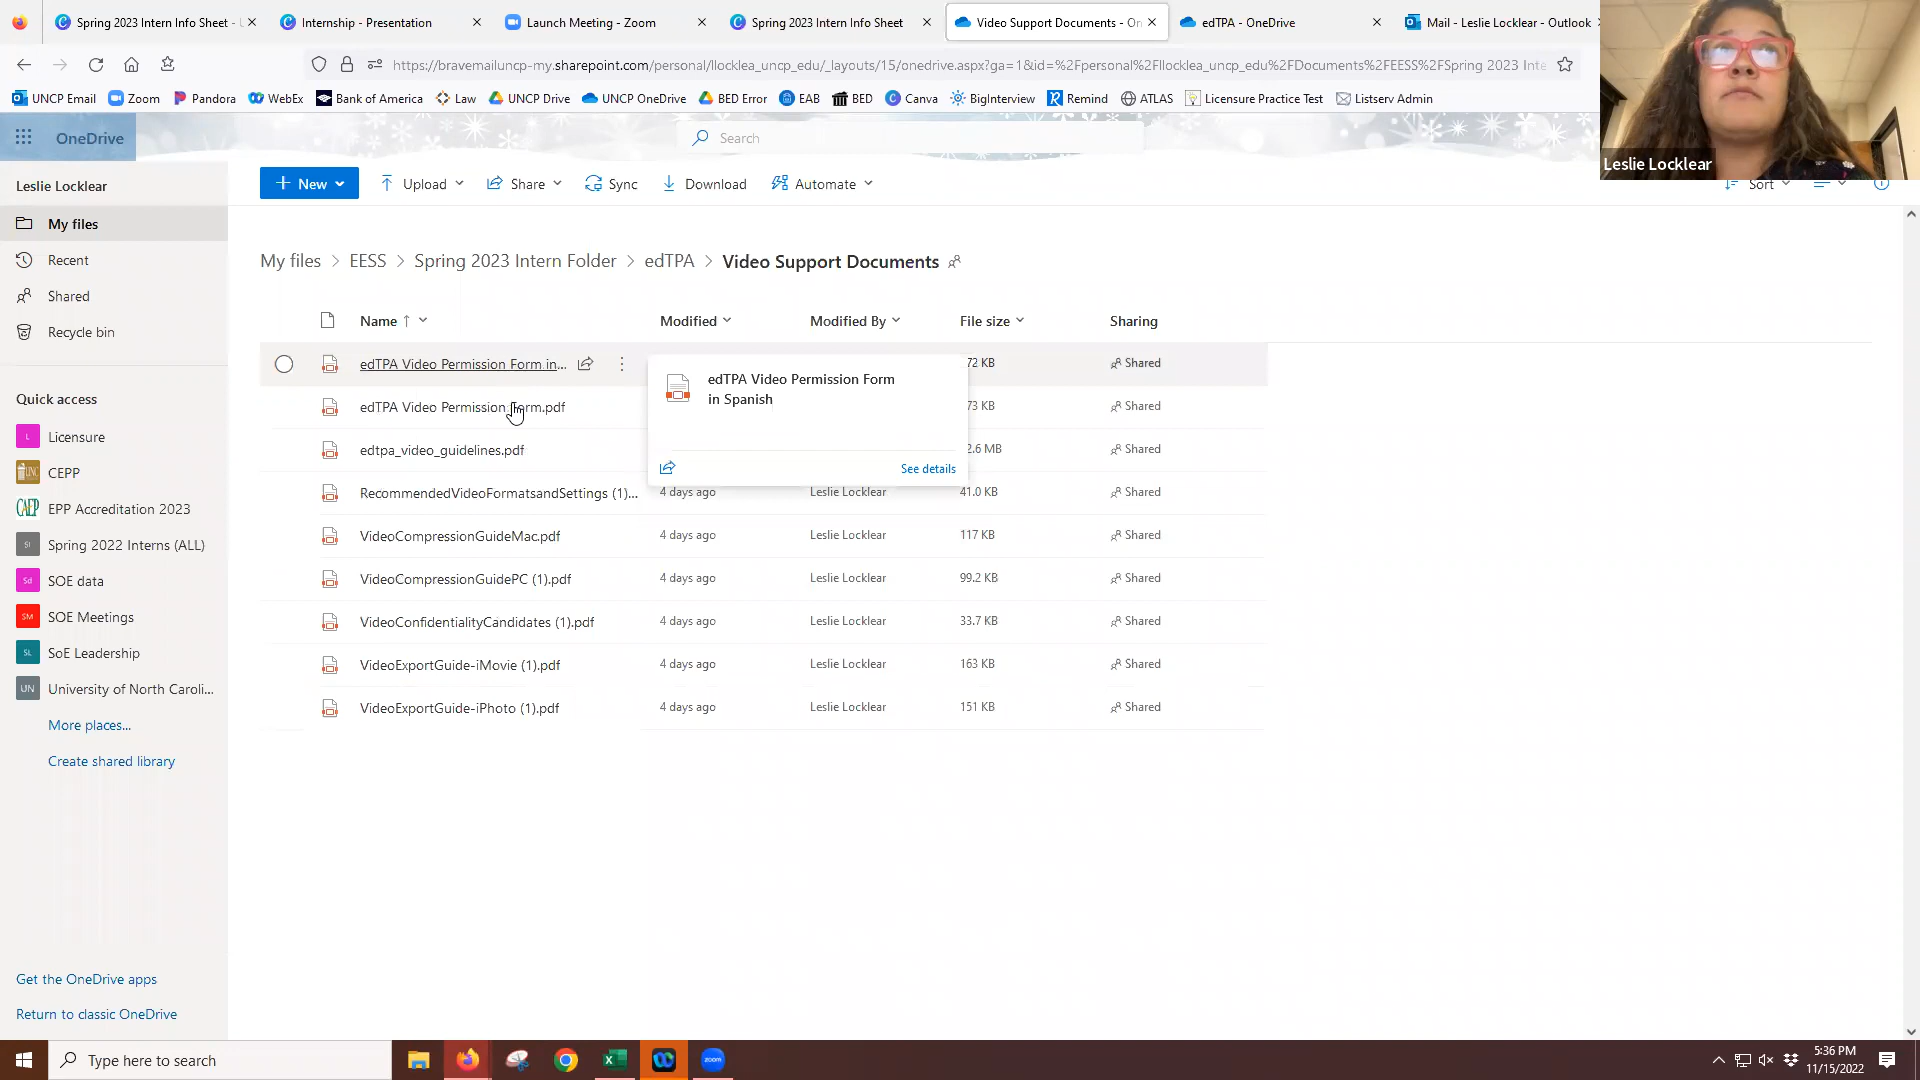 Spring 2023 Intern Info Sheet - L
Internship - Presentation
Launch Meeting - Zoom
Spring 2023 Intern Info Sheet
Video Support Documents - On
edTPA - OneDrive
Mail - Leslie Locklear - Outlook
https://bravemailuncp-my.sharepoint.com/personal/llocklea_uncp_edu/_layouts/15/onedrive.aspx?ga=1&id=%2Fpersonal%2Fllocklea_uncp_edu%2FDocuments%2FEESS%2FSpring 2023 Inte
UNCP Email
Zoom
Pandora
WebEx
Bank of America
Law
UNCP Drive
UNCP OneDrive
BED Error
EAB
BED
Canva
BigInterview
Remind
ATLAS
Licensure Practice Test
Listserv Admin
OneDrive
Search
Leslie Locklear
Leslie Locklear
New
Upload
Share
Sync
Download
Automate
Sort
My files
Recent
Shared
Recycle bin
Quick access
L Licensure
UNC CEPP
CAEP EPP Accreditation 2023
SI Spring 2022 Interns (ALL)
Sd SOE data
SM SOE Meetings
SL SoE Leadership
UN University of North Caroli...
More places...
Create shared library
Get the OneDrive apps
Return to classic OneDrive
My files > EESS > Spring 2023 Intern Folder > edTPA > Video Support Documents
Name ↑ Modified Modified By File size Sharing
edTPA Video Permission Form in... 72 KB Shared
edTPA Video Permission Form.pdf 73 KB Shared
edtpa_video_guidelines.pdf 2.6 MB Shared
edTPA Video Permission Form
in Spanish
See details
RecommendedVideoFormatsandSettings (1)... 4 days ago Leslie Locklear 41.0 KB Shared
VideoCompressionGuideMac.pdf 4 days ago Leslie Locklear 117 KB Shared
VideoCompressionGuidePC (1).pdf 4 days ago Leslie Locklear 99.2 KB Shared
VideoConfidentialityCandidates (1).pdf 4 days ago Leslie Locklear 33.7 KB Shared
VideoExportGuide-iMovie (1).pdf 4 days ago Leslie Locklear 163 KB Shared
VideoExportGuide-iPhoto (1).pdf 4 days ago Leslie Locklear 151 KB Shared
Type here to search
zoom
5:36 PM
11/15/2022